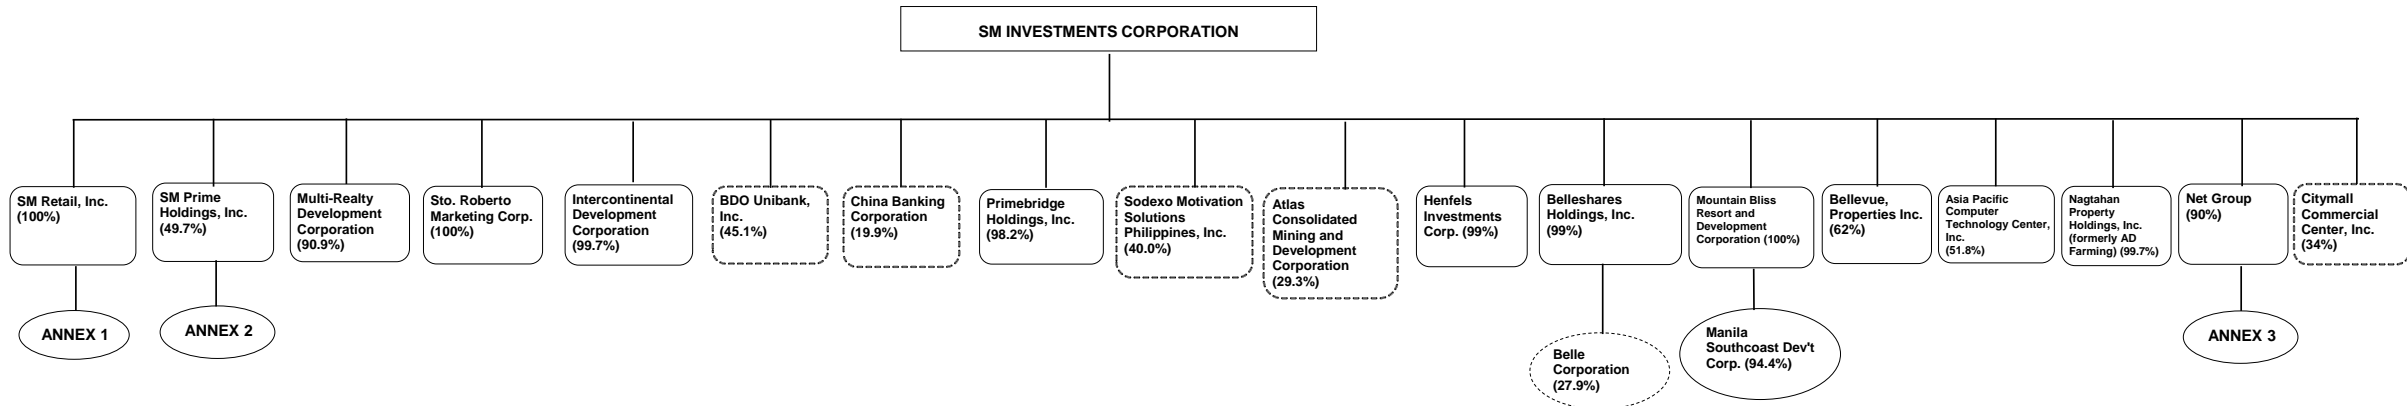 SM INVESTMENTS CORPORATION
SM Retail, Inc.
(100%)
SM Prime
Holdings, Inc.
(49.7%)
Multi-Realty
Development
Corporation
(90.9%)
Sto. Roberto
Marketing Corp.
(100%)
Intercontinental
Development
Corporation
(99.7%)
BDO Unibank,
Inc.
(45.1%)
China Banking
Corporation
(19.9%)
Primebridge
Holdings, Inc.
(98.2%)
Sodexo Motivation
Solutions
Philippines, Inc.
(40.0%)
Atlas
Consolidated
Mining and
Development
Corporation
(29.3%)
Henfels
Investments
Corp. (99%)
Belleshares
Holdings, Inc.
(99%)
Mountain Bliss
Resort and
Development
Corporation (100%)
Bellevue,
Properties Inc.
(62%)
Asia Pacific
Computer
Technology Center,
Inc.
(51.8%)
Nagtahan
Property
Holdings, Inc.
(formerly AD
Farming) (99.7%)
Net Group
(90%)
Citymall
Commercial
Center, Inc.
(34%)
ANNEX 1
ANNEX 2
Belle
Corporation
(27.9%)
Manila
Southcoast Dev't
Corp. (94.4%)
ANNEX 3